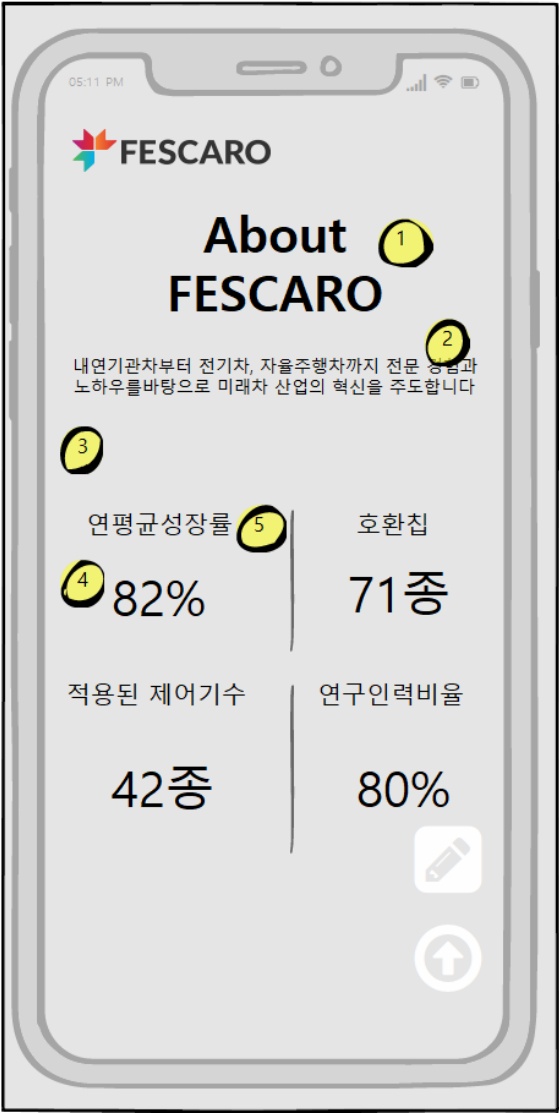 05:11 PM
FESCARO
About
1
FESCARO
2
내연기관차부터 전기차, 자율주행차까지 전문 경험과
노하우를바탕으로 미래차 산업의 혁신을 주도합니다
3
연평균성장률
5
호환칩
4
82%
71종
적용된 제어기수
연구인력비율
42종
80%